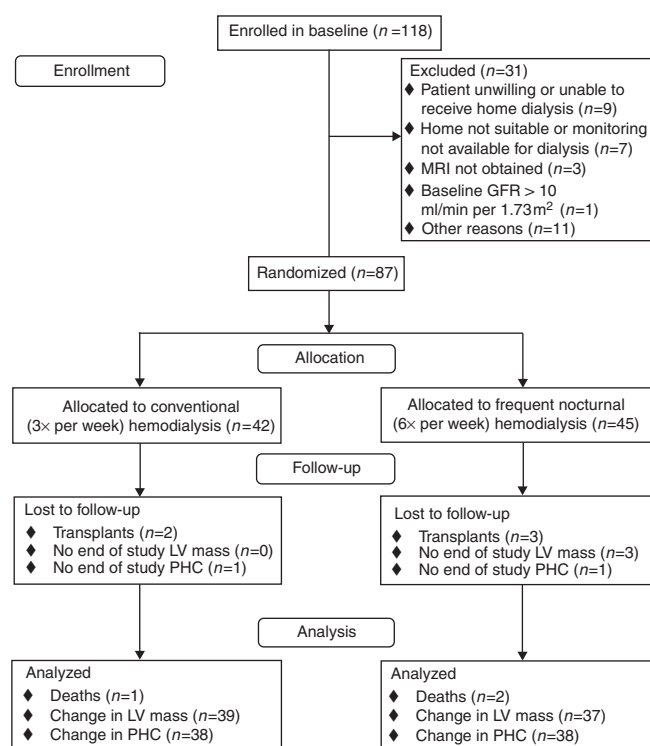 Enrolled in baseline (n =118)
Enrollment
Excluded (n=31)
♦ Patient unwilling or unable to
receive home dialysis (n=9)
♦ Home not suitable or monitoring
not available for dialysis (n=7)
♦ MRI not obtained (n=3)
♦ Baseline GFR > 10
ml/min per 1.73 m² (n=1)
♦ Other reasons (n=11)
Randomized (n=87)
Allocation
Allocated to conventional
(3× per week) hemodialysis (n=42)
Allocated to frequent nocturnal
(6× per week) hemodialysis (n=45)
Follow-up
Lost to follow-up
♦ Transplants (n=2)
♦ No end of study LV mass (n=0)
♦ No end of study PHC (n=1)
Lost to follow-up
♦ Transplants (n=3)
♦ No end of study LV mass (n=3)
♦ No end of study PHC (n=1)
Analysis
Analyzed
♦ Deaths (n=1)
♦ Change in LV mass (n=39)
♦ Change in PHC (n=38)
Analyzed
♦ Deaths (n=2)
♦ Change in LV mass (n=37)
♦ Change in PHC (n=38)